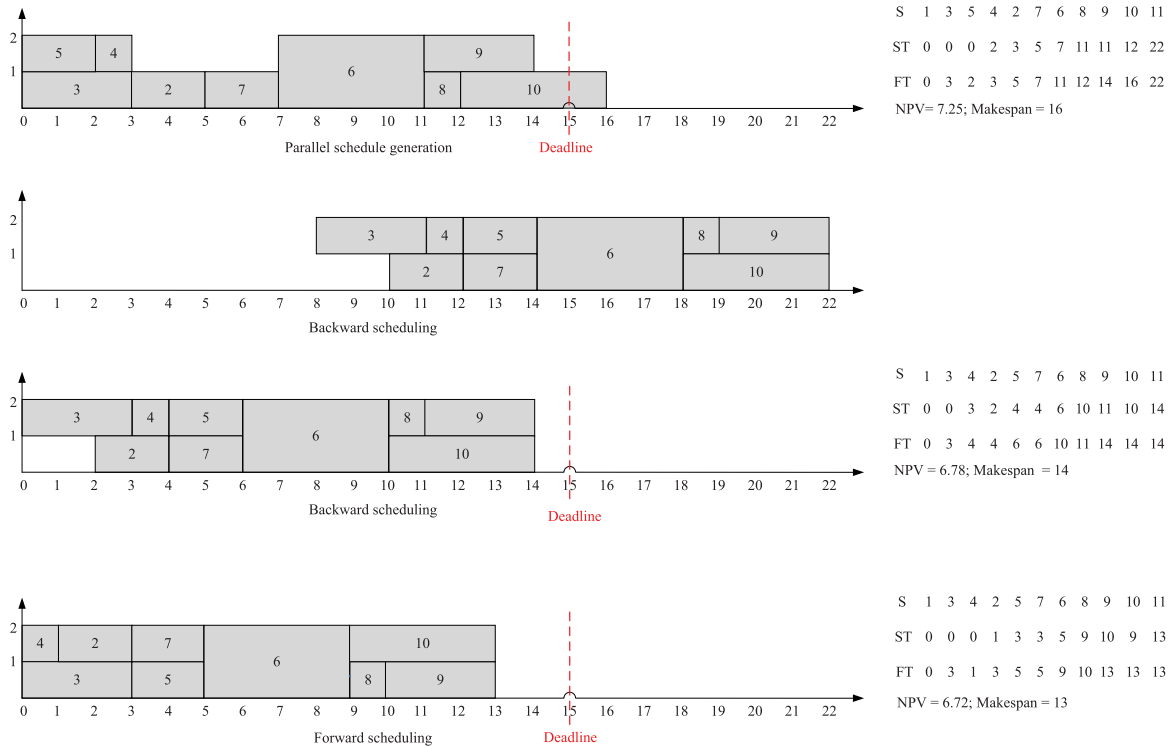 2
1
5
4
3
2
7
6
9
8
10
0 1 2 3 4 5 6 7 8 9 10 11 12 13 14 15 16 17 18 19 20 21 22
Parallel schedule generation
Deadline
S 1 3 5 4 2 7 6 8 9 10 11
ST 0 0 0 2 3 5 7 11 11 12 22
FT 0 3 2 3 5 7 11 12 14 16 22
NPV= 7.25; Makespan = 16
2
1
3
4
5
2
7
6
8
9
10
0 1 2 3 4 5 6 7 8 9 10 11 12 13 14 15 16 17 18 19 20 21 22
Backward scheduling
2
1
3
4
5
2
7
6
8
9
10
0 1 2 3 4 5 6 7 8 9 10 11 12 13 14 15 16 17 18 19 20 21 22
Backward scheduling
Deadline
S 1 3 4 2 5 7 6 8 9 10 11
ST 0 0 3 2 4 4 6 10 11 10 14
FT 0 3 4 4 6 6 10 11 14 14 14
NPV = 6.78; Makespan = 14
2
1
4
2
7
3
5
6
10
8
9
0 1 2 3 4 5 6 7 8 9 10 11 12 13 14 15 16 17 18 19 20 21 22
Forward scheduling
Deadline
S 1 3 4 2 5 7 6 8 9 10 11
ST 0 0 0 1 3 3 5 9 10 9 13
FT 0 3 1 3 5 5 9 10 13 13 13
NPV = 6.72; Makespan = 13